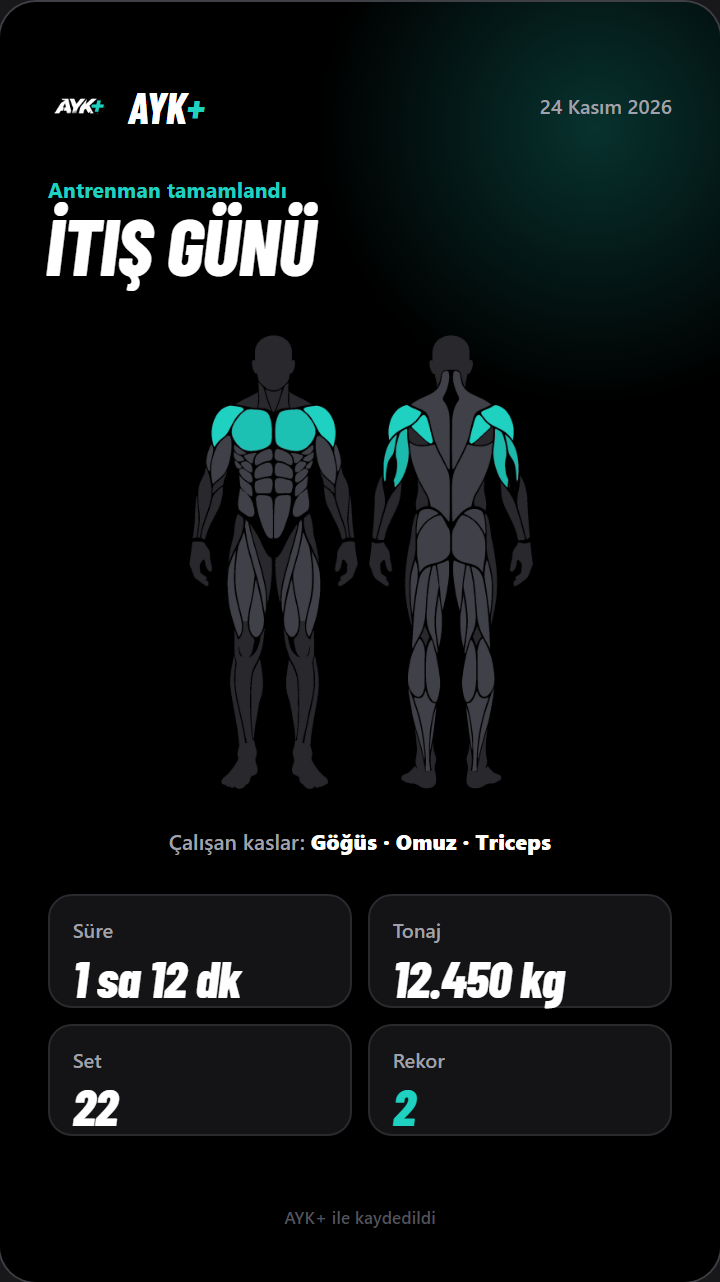 AYK+ AYK+ 24 Kasım 2026
Antrenman tamamlandı
İTİŞ GÜNÜ
Çalışan kaslar: Göğüs · Omuz · Triceps
Süre
1 sa 12 dk
Tonaj
12.450 kg
Set
22
Rekor
2
AYK+ ile kaydedildi